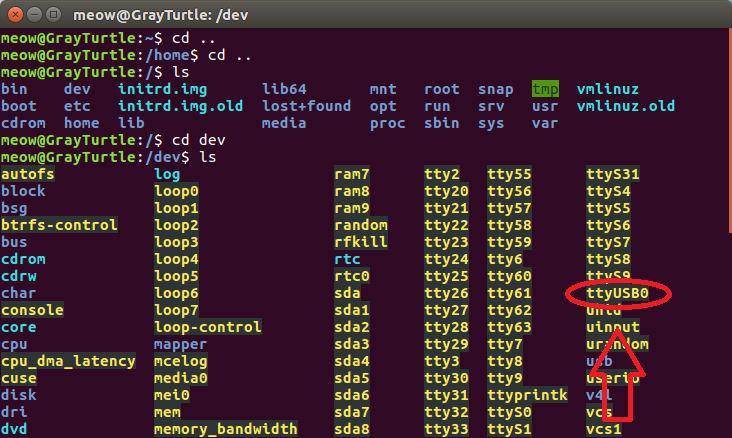 meow@GrayTurtle: /dev
meow@GrayTurtle:~$ cd ..
meow@GrayTurtle:/home$ cd ..
meow@GrayTurtle:/$ ls
bin dev initrd.img lib64 mnt root snap tmp vmlinuz
boot etc initrd.img.old lost+found opt run srv usr vmlinuz.old
cdrom home lib media proc sbin sys var
meow@GrayTurtle:/$ cd dev
meow@GrayTurtle:/dev$ ls
autofs log ram7 tty2 tty55 ttyS31
block loop0 ram8 tty20 tty56 ttyS4
bsg loop1 ram9 tty21 tty57 ttyS5
btrfs-control loop2 random tty22 tty58 ttyS6
bus loop3 rfkill tty23 tty59 ttyS7
cdrom loop4 rtc tty24 tty6 ttyS8
cdrw loop5 rtc0 tty25 tty60 ttyS9
char loop6 sda tty26 tty61 ttyUSB0
console loop7 sda1 tty27 tty62 uhid
core loop-control sda2 tty28 tty63 uinput
cpu mapper sda3 tty29 tty7 urandom
cpu_dma_latency mcelog sda4 tty3 tty8 usb
cuse media0 sda5 tty30 tty9 userio
disk mei0 sda6 tty31 ttyprintk v4l
dri mem sda7 tty32 ttyS0 vcs
dvd memory_bandwidth sda8 tty33 ttyS1 vcs1